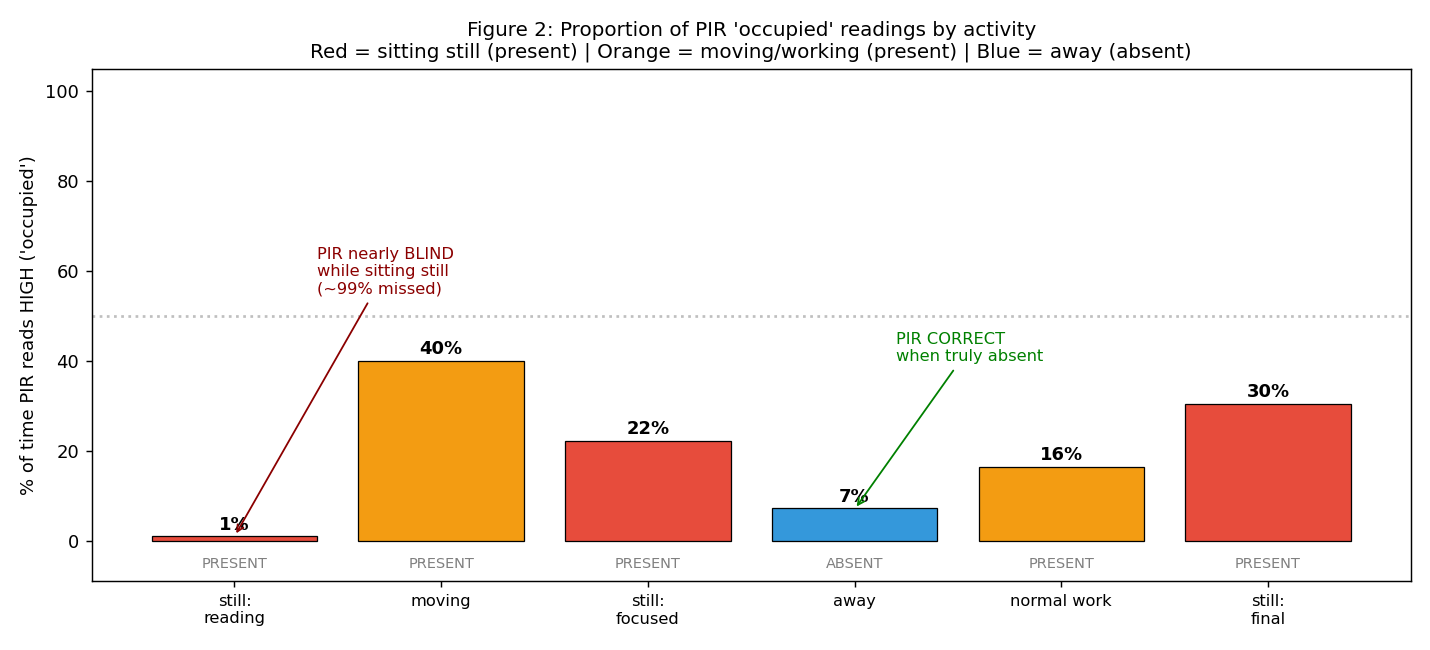 Figure 2: Proportion of PIR 'occupied' readings by activity
Red = sitting still (present) | Orange = moving/working (present) | Blue = away (absent)
% of time PIR reads HIGH ('occupied')
100
80
60
40
20
0
PIR nearly BLIND
while sitting still
(~99% missed)
PIR CORRECT
when truly absent
1%
40%
22%
7%
16%
30%
PRESENT
PRESENT
PRESENT
ABSENT
PRESENT
PRESENT
still:
reading
moving
still:
focused
away
normal work
still:
final